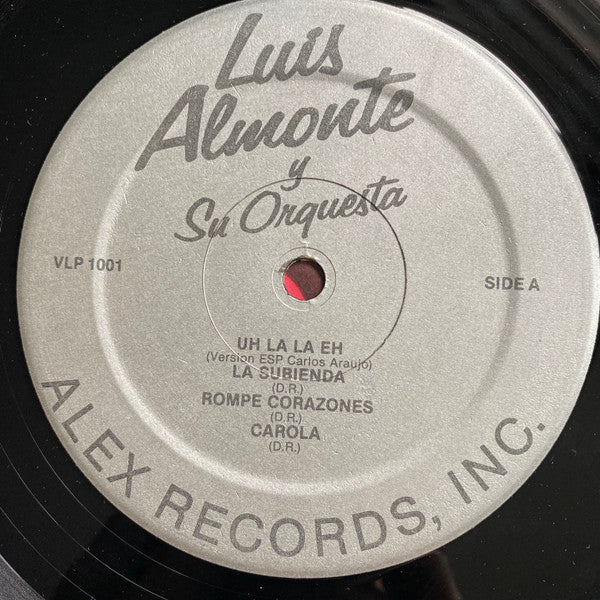 Luis
Almonte
y
Su Orquesta
VLP 1001
SIDE A
UH LA LA EH
(Version ESP Carlos Araujo)
LA SUBIENDA
(D.R.)
ROMPE CORAZONES
(D.R.)
CAROLA
(D.R.)
ALEX RECORDS, INC.